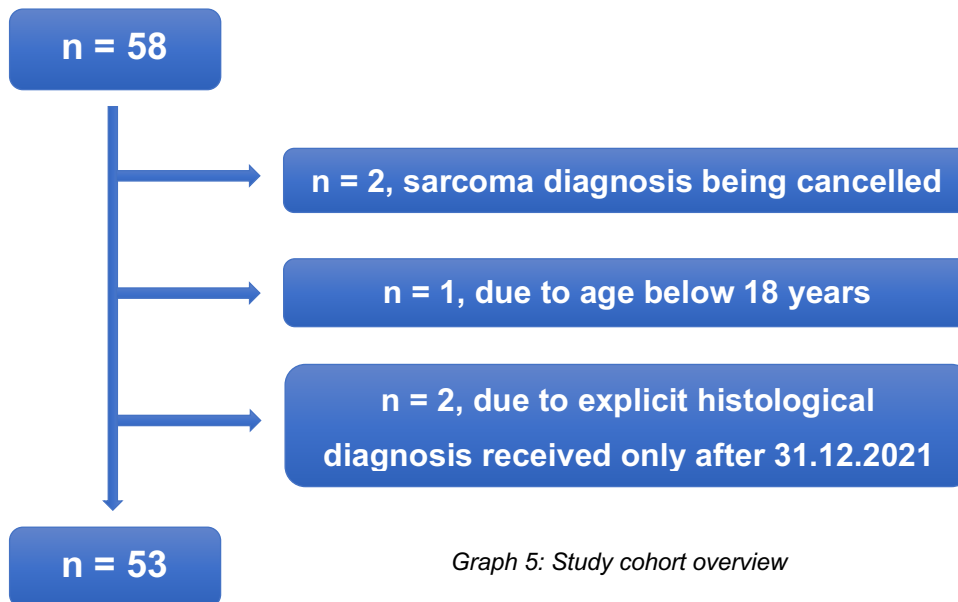 n = 58
n = 2, sarcoma diagnosis being cancelled
n = 1, due to age below 18 years
n = 2, due to explicit histological
diagnosis received only after 31.12.2021
n = 53
Graph 5: Study cohort overview